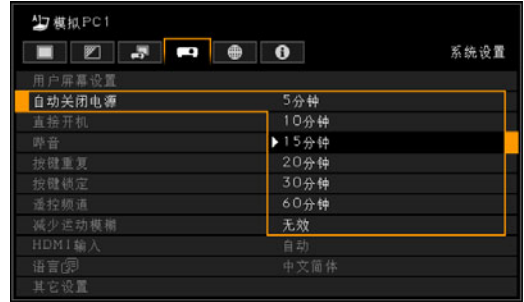 模拟PC1
系统设置
用户屏幕设置
自动关闭电源 5分钟
直接开机 10分钟
哔音 15分钟
按键重复 20分钟
按键锁定 30分钟
遥控频道 60分钟
减少运动模糊 无效
HDMI输入 自动
语言 中文简体
其它设置